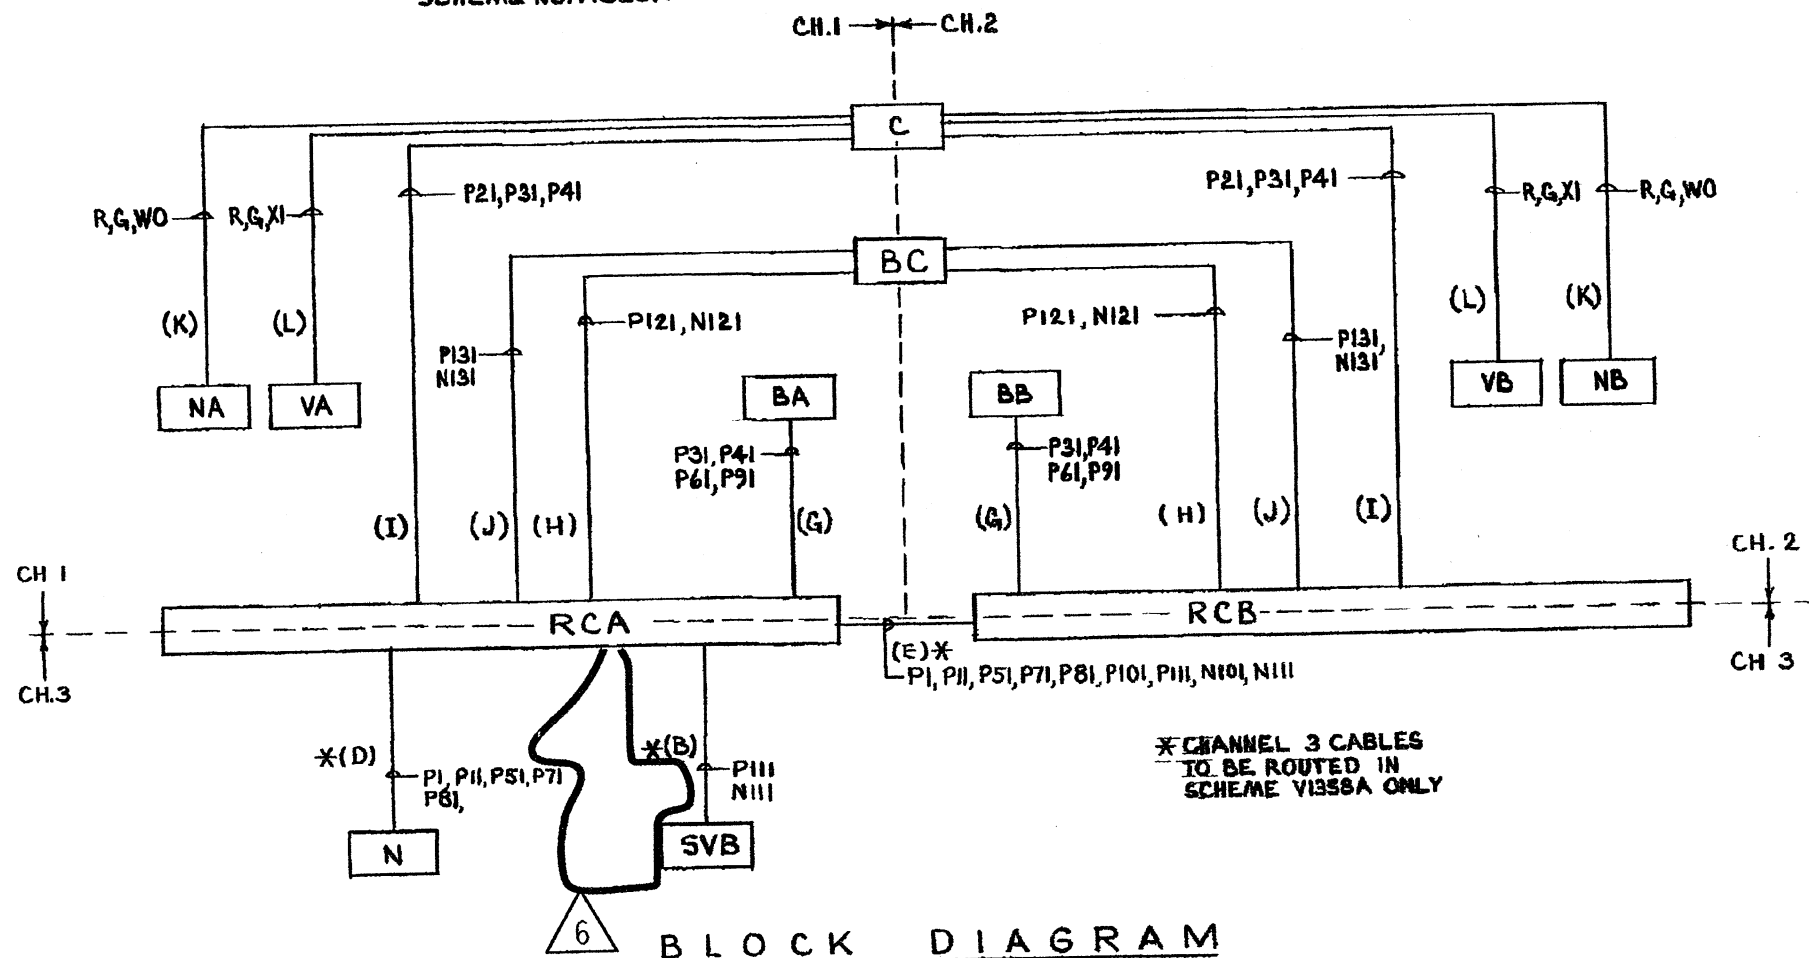 CH.1
CH.2
C
P21,P31,P41
P21,P31,P41
R,G,WO
R,G,X1
R,G,X1
R,G,WO
BC
(K)
(L)
P121,N121
P121,N121
(L)
(K)
P131
N131
P131,
N131
NA
VA
BA
BB
VB
NB
P31,P41
P61,P91
P31,P41
P61,P91
(I)
(J)
(H)
(G)
(G)
(H)
(J)
(I)
CH 1
CH. 2
RCA
RCB
CH.3
CH 3
(E)*
P1, P11, P51, P71, P81, P101, P111, N101, N111
*(D)
P1, P11, P51, P71
P81,
*(B)
P111
N111
* CHANNEL 3 CABLES
TO BE ROUTED IN
SCHEME V1358A ONLY
N
SVB
6
BLOCK DIAGRAM